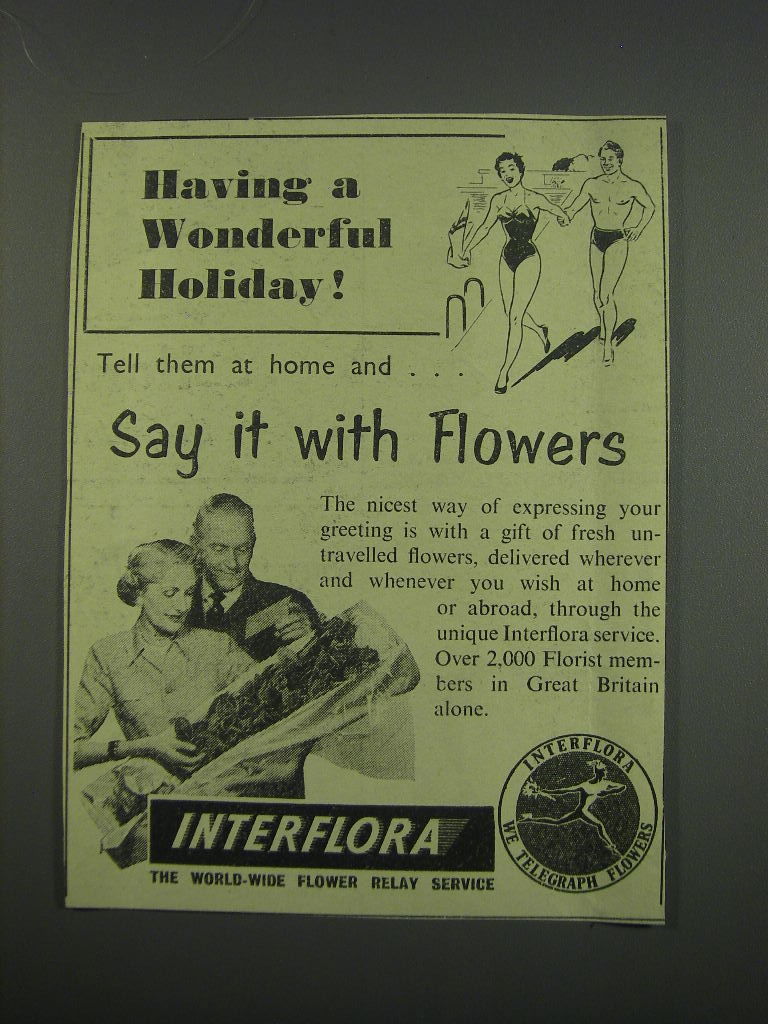 Having a
Wonderful
Holiday!
Tell them at home and . . .
Say it with Flowers
The nicest way of expressing your
greeting is with a gift of fresh un-
travelled flowers, delivered wherever
and whenever you wish at home
or abroad, through the
unique Interflora service.
Over 2,000 Florist mem-
bers in Great Britain
alone.
INTERFLORA
THE WORLD-WIDE FLOWER RELAY SERVICE
INTERFLORA
WE TELEGRAPH FLOWERS